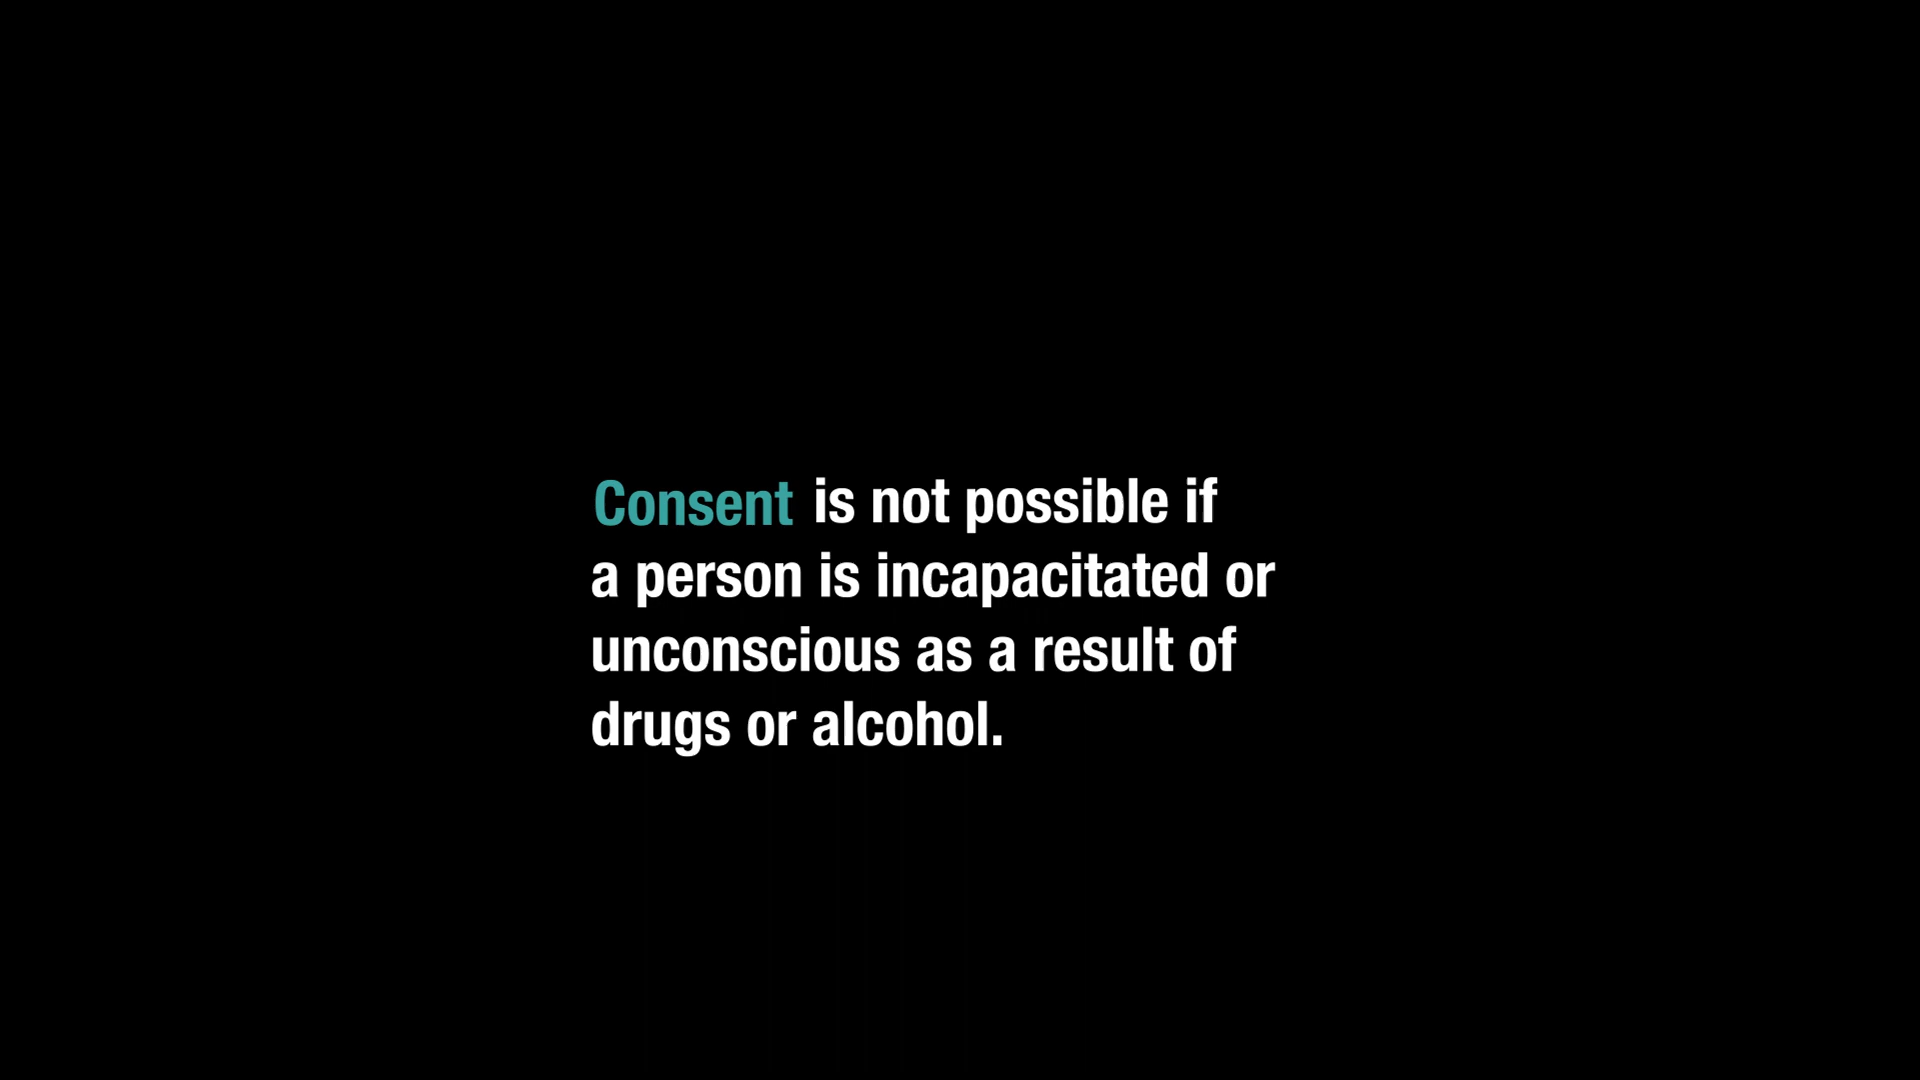 Consent is not possible if
a person is incapacitated or
unconscious as a result of
drugs or alcohol.